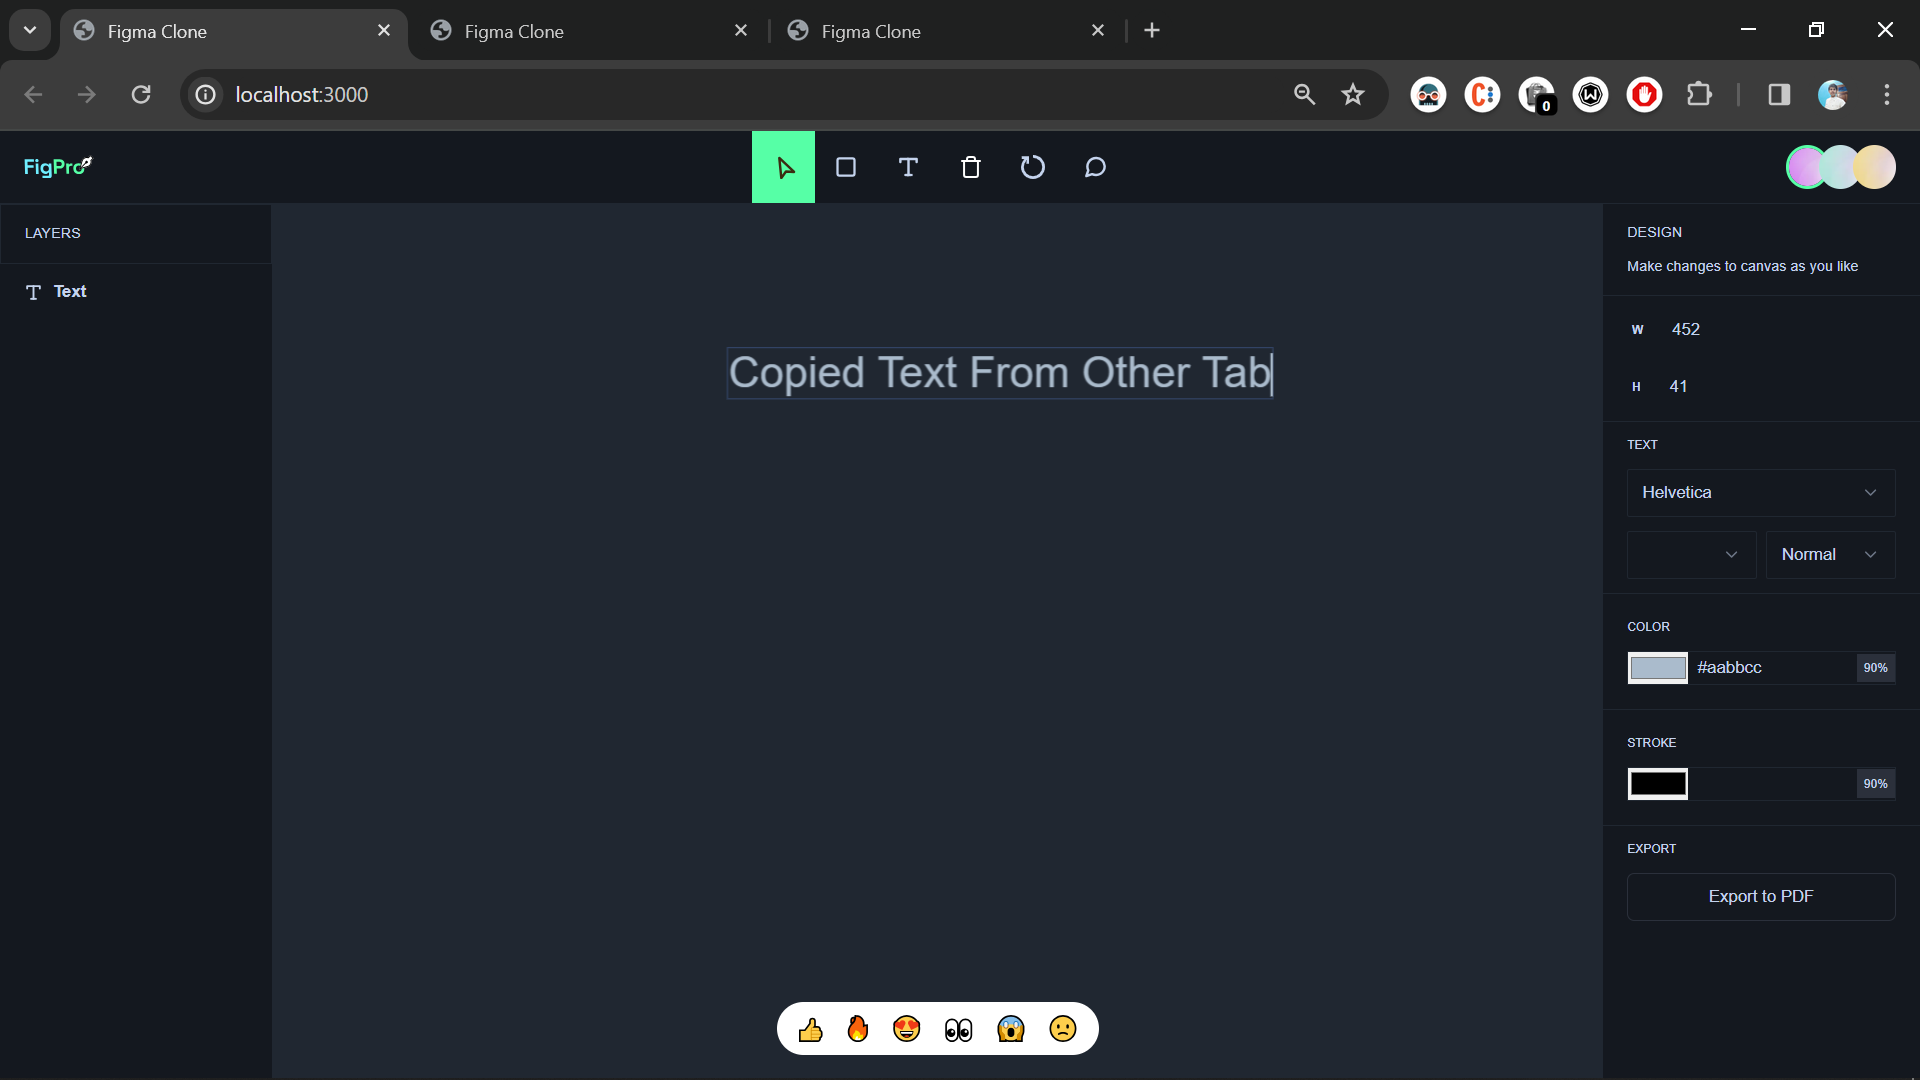 Figma Clone
Figma Clone
Figma Clone
localhost:3000
0
FigPro
LAYERS
Text
Copied Text From Other Tab
DESIGN
Make changes to canvas as you like
W 452
H 41
TEXT
Helvetica
Normal
COLOR
#aabbcc 90%
STROKE
90%
EXPORT
Export to PDF